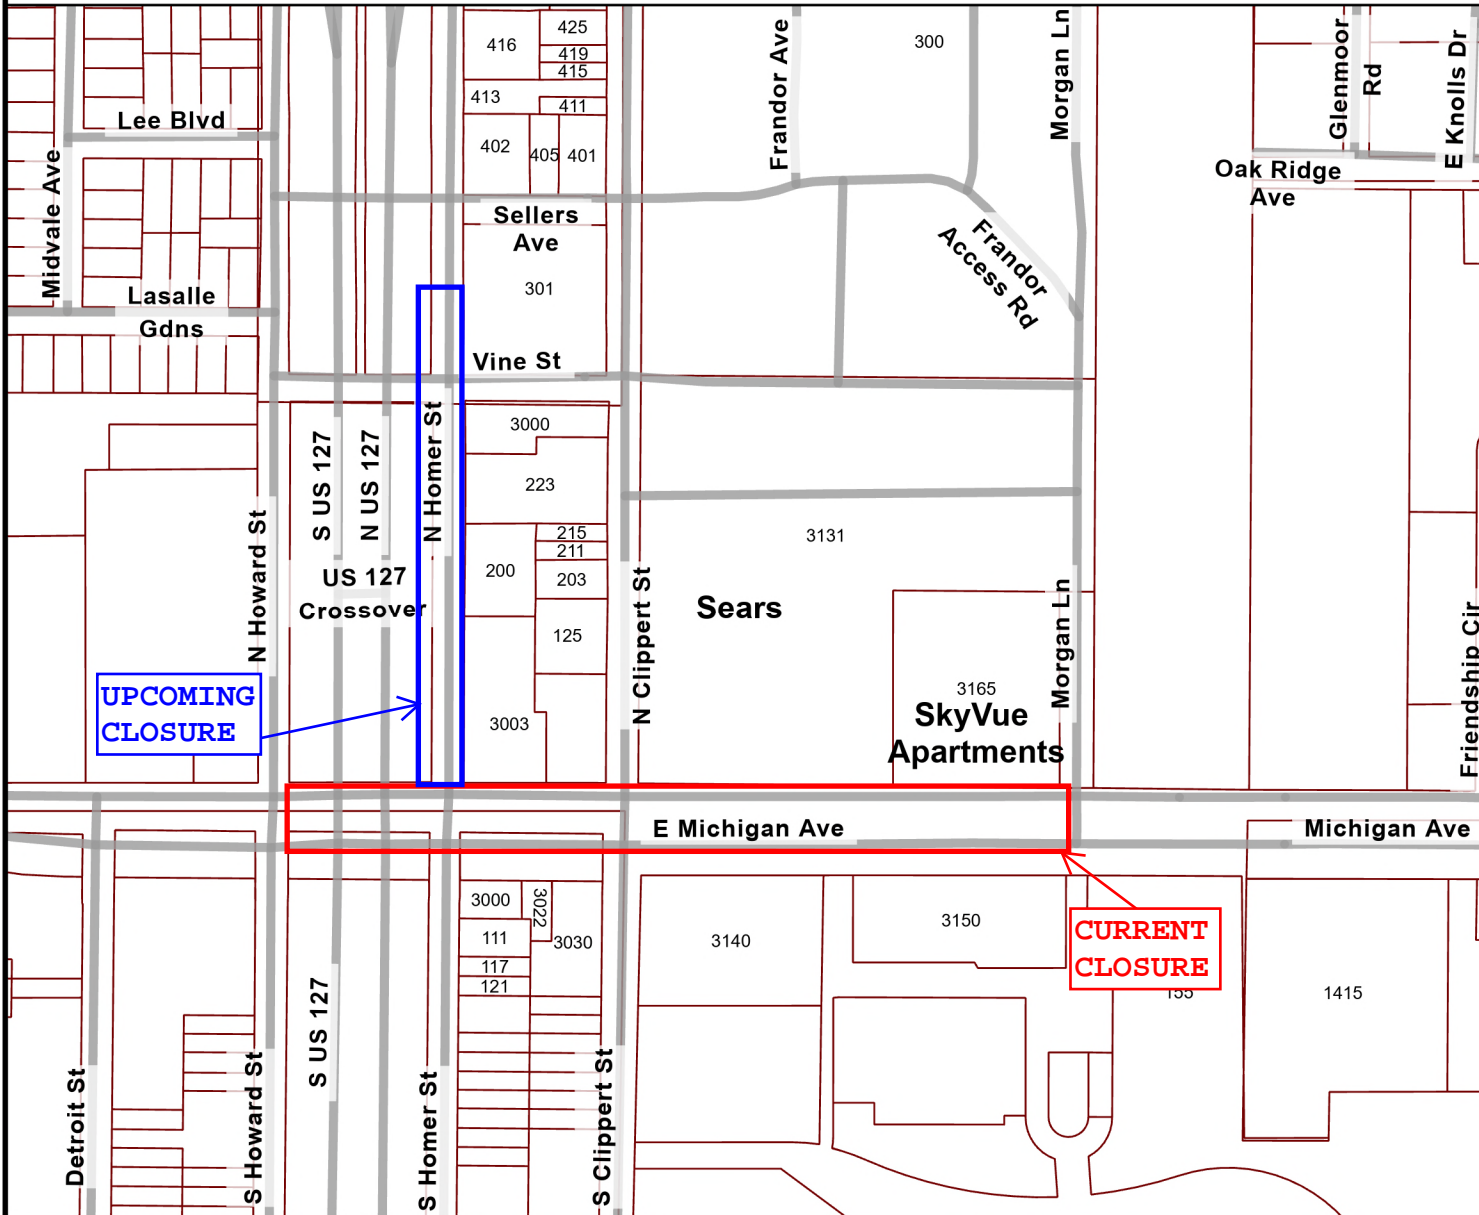 425
416
419
415
413
411
402
405
401
300
Frandor Ave
Morgan Ln
Glenmoor
Rd
E Knolls Dr
Lee Blvd
Midvale Ave
Oak Ridge
Ave
Sellers
Ave
Frandor
Access Rd
301
Lasalle
Gdns
Vine St
3000
S US 127
N US 127
N Homer St
223
N Howard St
215
211
3131
200
203
US 127
Crossover
N Clippert St
Sears
Morgan Ln
125
Friendship Cir
UPCOMING
CLOSURE
3165
SkyVue
Apartments
3003
E Michigan Ave
Michigan Ave
3000
3022
111
3030
117
121
3140
3150
CURRENT
CLOSURE
155
1415
S US 127
Detroit St
S Howard St
S Homer St
S Clippert St